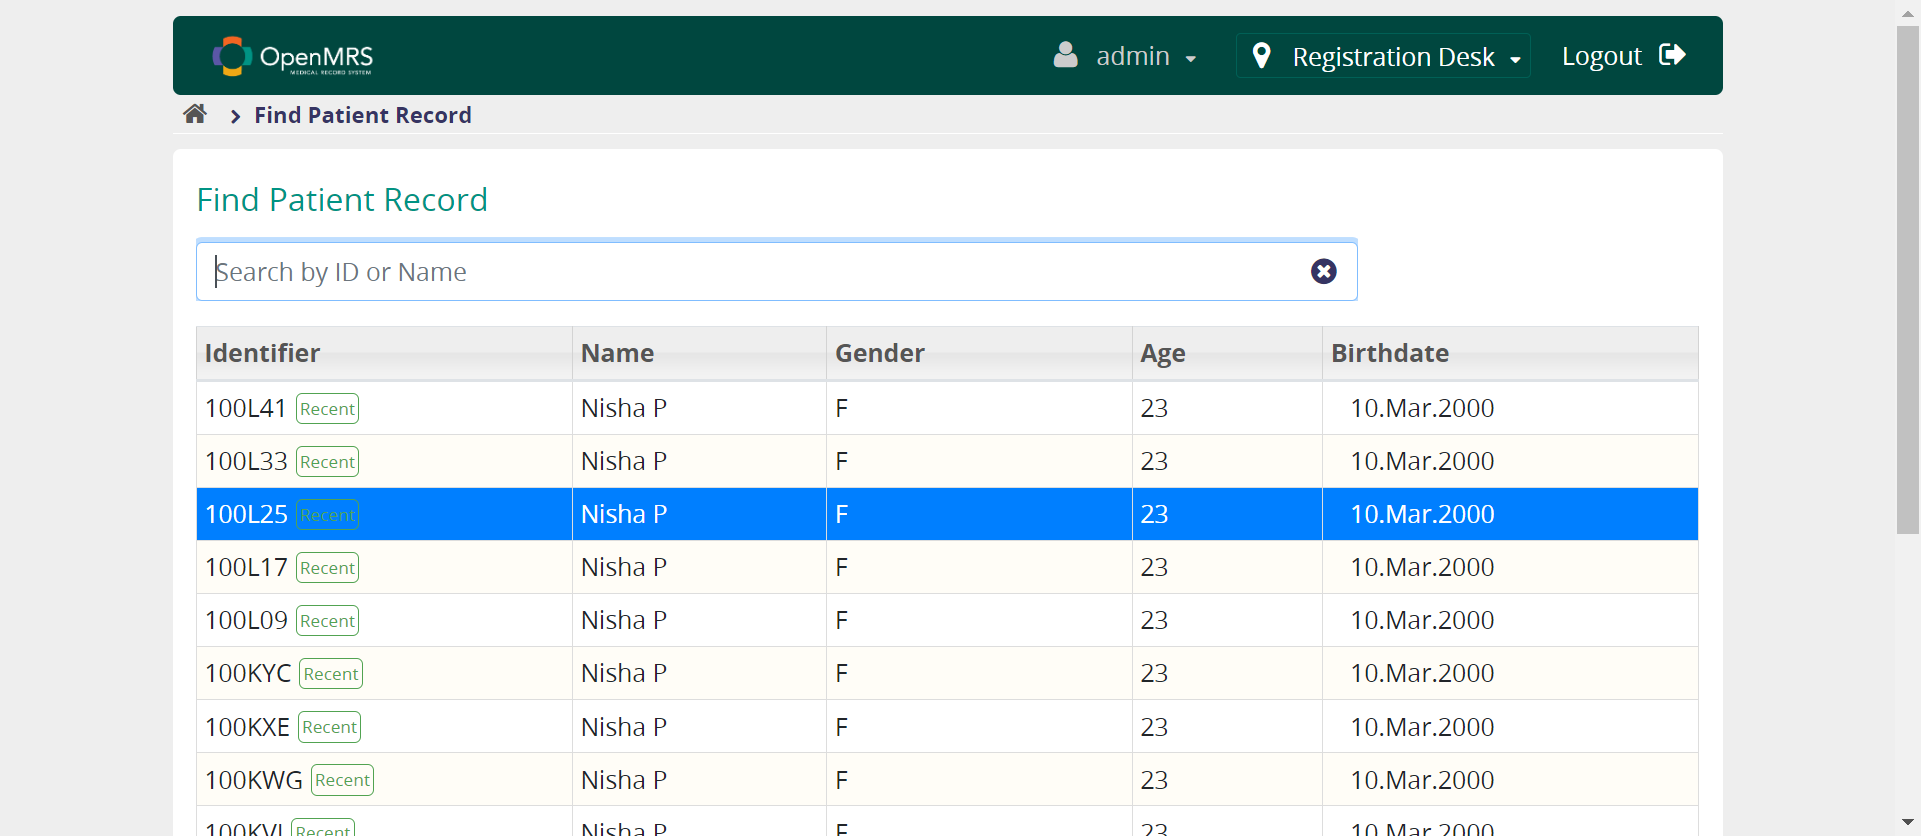 OpenMRS
MEDICAL RECORD SYSTEM
admin
Registration Desk
Logout
Find Patient Record
Find Patient Record
Search by ID or Name
Identifier Name Gender Age Birthdate
100L41 Recent Nisha P F 23 10.Mar.2000
100L33 Recent Nisha P F 23 10.Mar.2000
100L25 Recent Nisha P F 23 10.Mar.2000
100L17 Recent Nisha P F 23 10.Mar.2000
100L09 Recent Nisha P F 23 10.Mar.2000
100KYC Recent Nisha P F 23 10.Mar.2000
100KXE Recent Nisha P F 23 10.Mar.2000
100KWG Recent Nisha P F 23 10.Mar.2000
Recent Nisha P F 23 10.Mar.2000